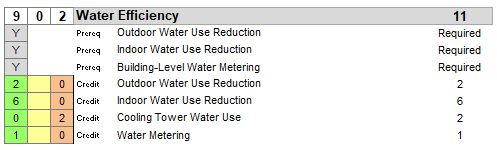 9 0 2 Water Efficiency 11
Y Prereq Outdoor Water Use Reduction Required
Y Prereq Indoor Water Use Reduction Required
Y Prereq Building-Level Water Metering Required
2 0 Credit Outdoor Water Use Reduction 2
6 0 Credit Indoor Water Use Reduction 6
0 2 Credit Cooling Tower Water Use 2
1 0 Credit Water Metering 1